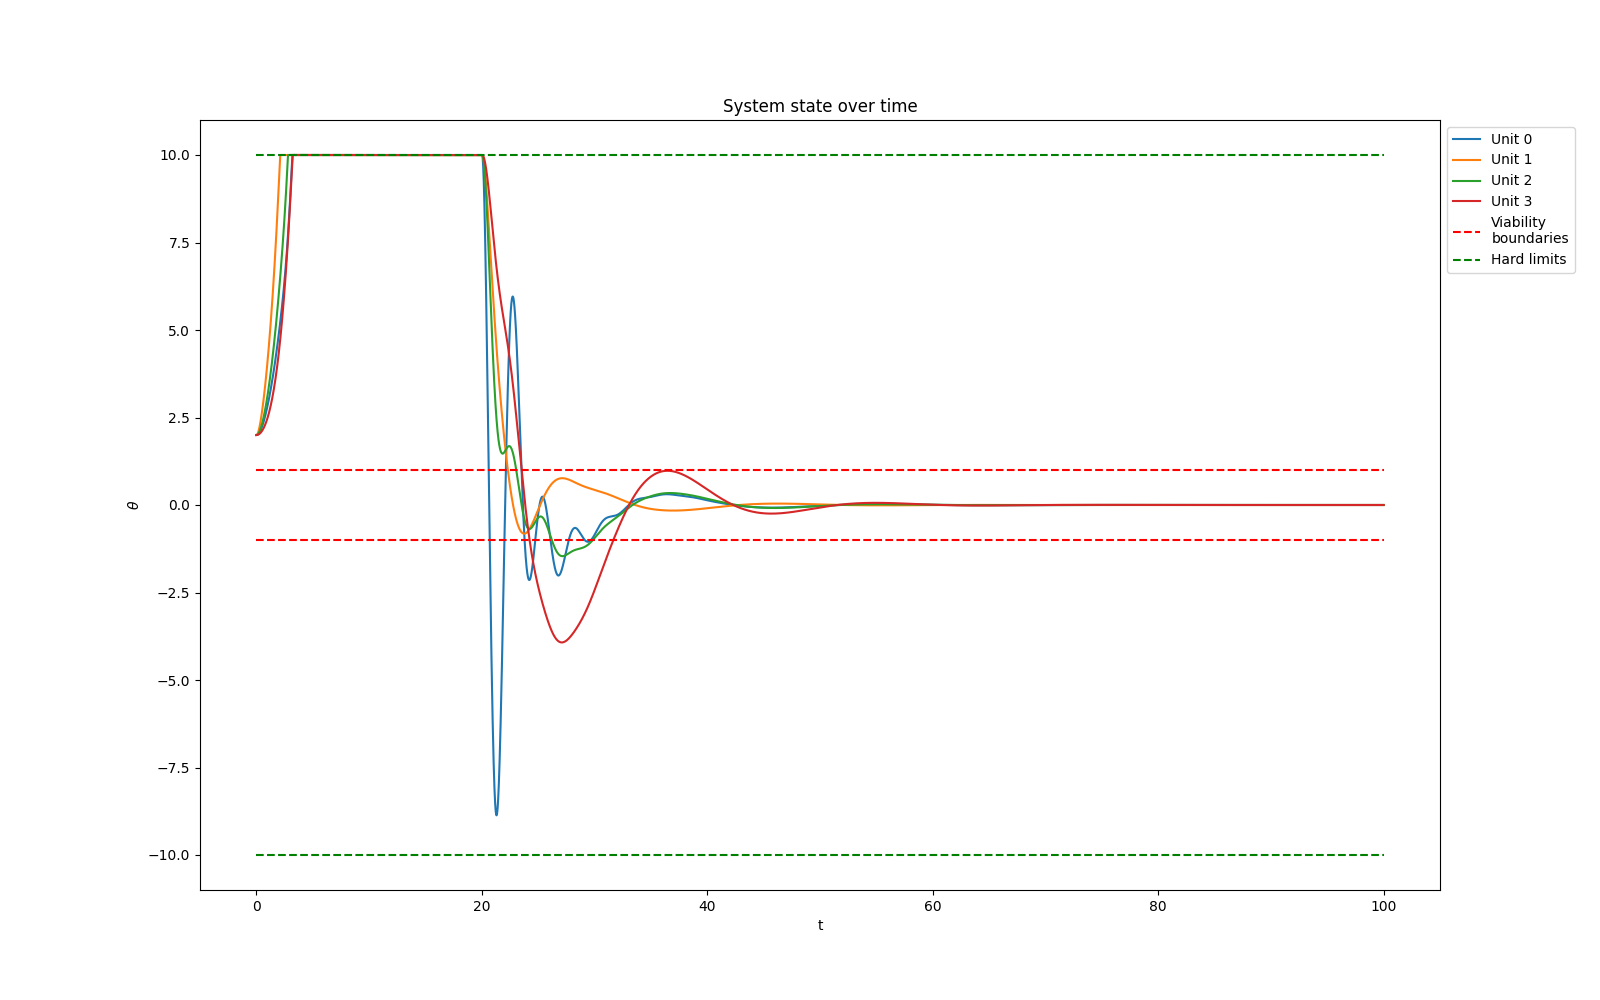 System state over time
10.0
7.5
5.0
2.5
0.0
−2.5
−5.0
−7.5
−10.0
θ
0
20
40
60
80
100
t
Unit 0
Unit 1
Unit 2
Unit 3
Viability
boundaries
Hard limits